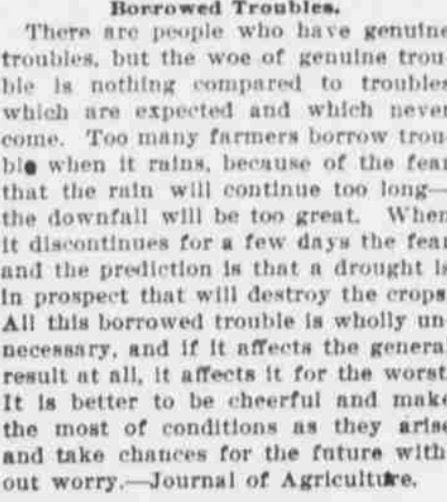 Borrowed Troubles.
There are people who have genuine
troubles, but the woe of genuine trou
ble is nothing compared to troubles
which are expected and which never
come. Too many farmers borrow trou
ble when it rains, because of the fear
that the rain will continue too long—
the downfall will be too great. When
it discontinues for a few days the fear
and the prediction is that a drought is
in prospect that will destroy the crops
All this borrowed trouble is wholly un
necessary, and if it affects the general
result at all, it affects it for the worst
It is better to be cheerful and make
the most of conditions as they arise
and take chances for the future with
out worry.—Journal of Agriculture.